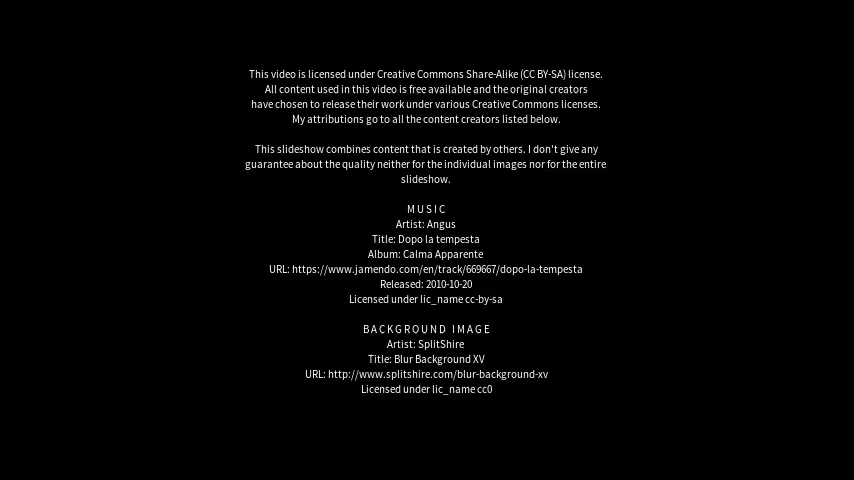 This video is licensed under Creative Commons Share-Alike (CC BY-SA) license.
All content used in this video is free available and the original creators
have chosen to release their work under various Creative Commons licenses.
My attributions go to all the content creators listed below.
This slideshow combines content that is created by others. I don't give any
guarantee about the quality neither for the individual images nor for the entire
slideshow.
MUSIC
Artist: Angus
Title: Dopo la tempesta
Album: Calma Apparente
URL: https://www.jamendo.com/en/track/669667/dopo-la-tempesta
Released: 2010-10-20
Licensed under lic_name cc-by-sa
BACKGROUND IMAGE
Artist: SplitShire
Title: Blur Background XV
URL: http://www.splitshire.com/blur-background-xv
Licensed under lic_name cc0